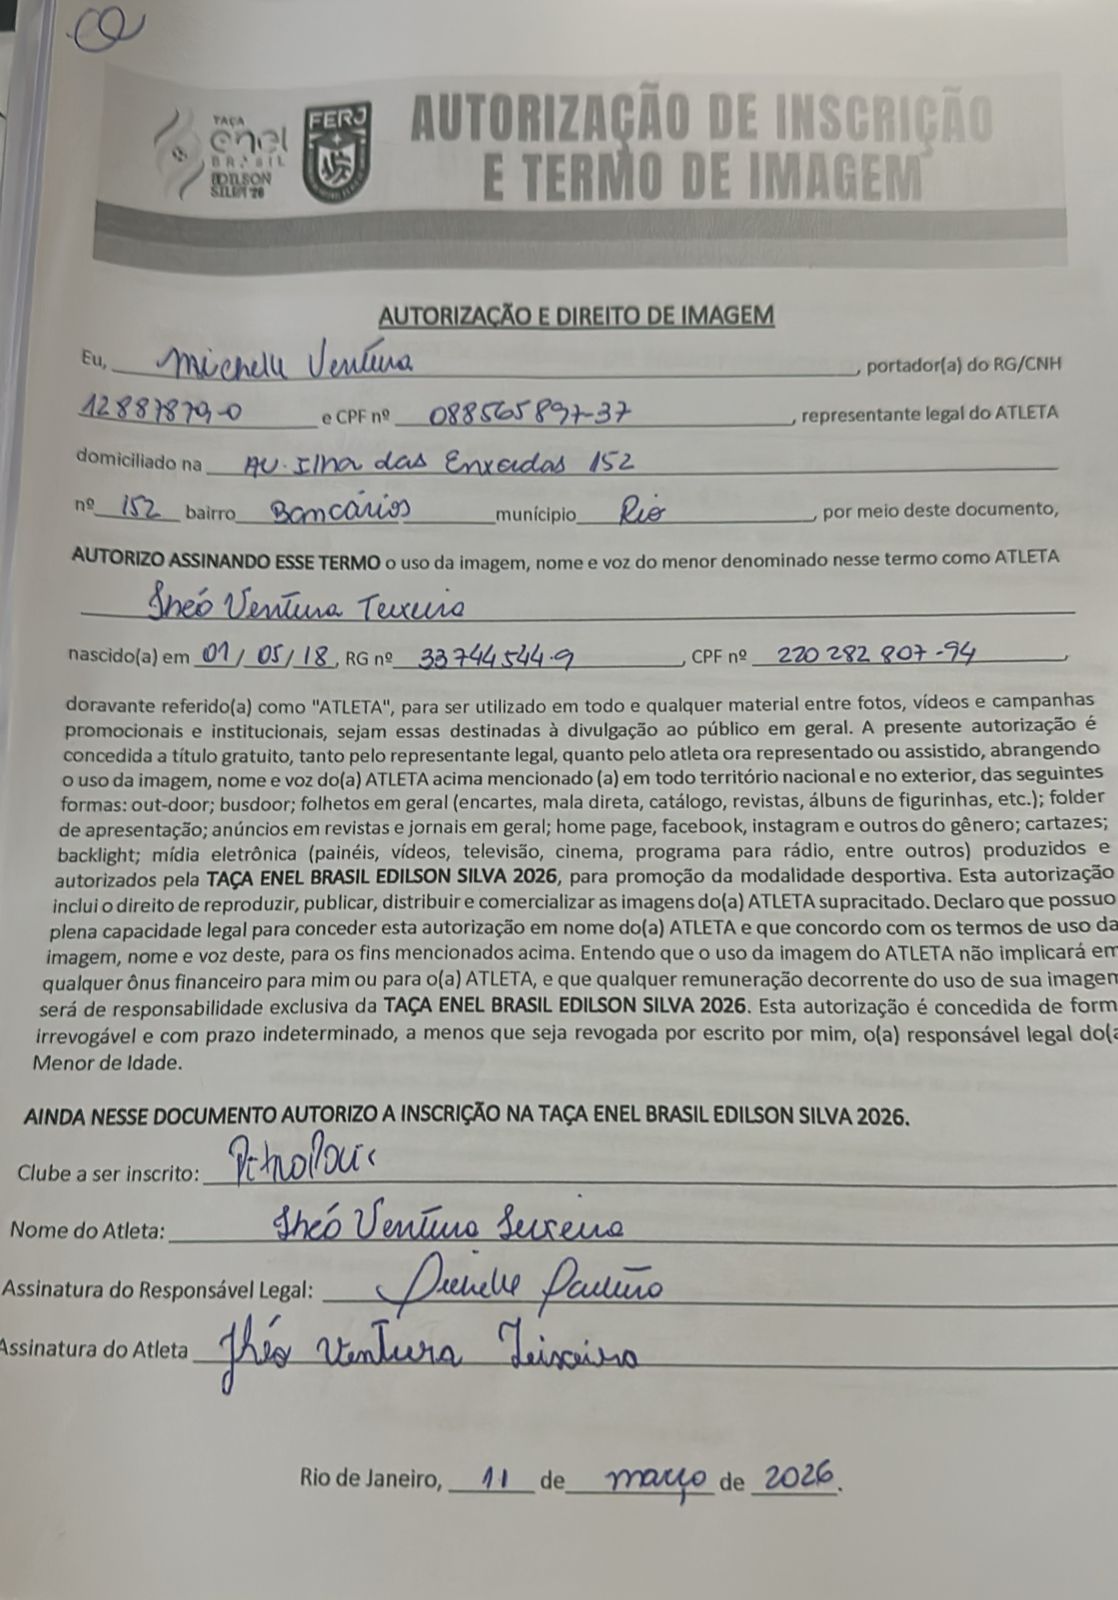 TAÇA
enel
BRASIL
EDILSON
SILVA'26
FERJ
AUTORIZAÇÃO DE INSCRIÇÃO
E TERMO DE IMAGEM
AUTORIZAÇÃO E DIREITO DE IMAGEM
Eu, Michelle Ventura, portador(a) do RG/CNH
12887879-0 e CPF nº 088565897-37, representante legal do ATLETA
domiciliado na AV. Ilha das Enxadas 152
nº 152 bairro Bancários munícipio Rio, por meio deste documento,
AUTORIZO ASSINANDO ESSE TERMO o uso da imagem, nome e voz do menor denominado nesse termo como ATLETA
Théo Ventura Teixeira
nascido(a) em 01/05/18, RG nº 33744544-9, CPF nº 220 282 807-94,
doravante referido(a) como "ATLETA", para ser utilizado em todo e qualquer material entre fotos, vídeos e campanhas
promocionais e institucionais, sejam essas destinadas à divulgação ao público em geral. A presente autorização é
concedida a título gratuito, tanto pelo representante legal, quanto pelo atleta ora representado ou assistido, abrangendo
o uso da imagem, nome e voz do(a) ATLETA acima mencionado (a) em todo território nacional e no exterior, das seguintes
formas: out-door; busdoor; folhetos em geral (encartes, mala direta, catálogo, revistas, álbuns de figurinhas, etc.); folder
de apresentação; anúncios em revistas e jornais em geral; home page, facebook, instagram e outros do gênero; cartazes;
backlight; mídia eletrônica (painéis, vídeos, televisão, cinema, programa para rádio, entre outros) produzidos e
autorizados pela TAÇA ENEL BRASIL EDILSON SILVA 2026, para promoção da modalidade desportiva. Esta autorização
inclui o direito de reproduzir, publicar, distribuir e comercializar as imagens do(a) ATLETA supracitado. Declaro que possuo
plena capacidade legal para conceder esta autorização em nome do(a) ATLETA e que concordo com os termos de uso da
imagem, nome e voz deste, para os fins mencionados acima. Entendo que o uso da imagem do ATLETA não implicará em
qualquer ônus financeiro para mim ou para o(a) ATLETA, e que qualquer remuneração decorrente do uso de sua imagem
será de responsabilidade exclusiva da TAÇA ENEL BRASIL EDILSON SILVA 2026. Esta autorização é concedida de form
irrevogável e com prazo indeterminado, a menos que seja revogada por escrito por mim, o(a) responsável legal do(a
Menor de Idade.
AINDA NESSE DOCUMENTO AUTORIZO A INSCRIÇÃO NA TAÇA ENEL BRASIL EDILSON SILVA 2026.
Clube a ser inscrito:
Nome do Atleta: Théo Ventura Teixeira
Assinatura do Responsável Legal:
Assinatura do Atleta Théo Ventura Teixeira
Rio de Janeiro, 11 de março de 2026.